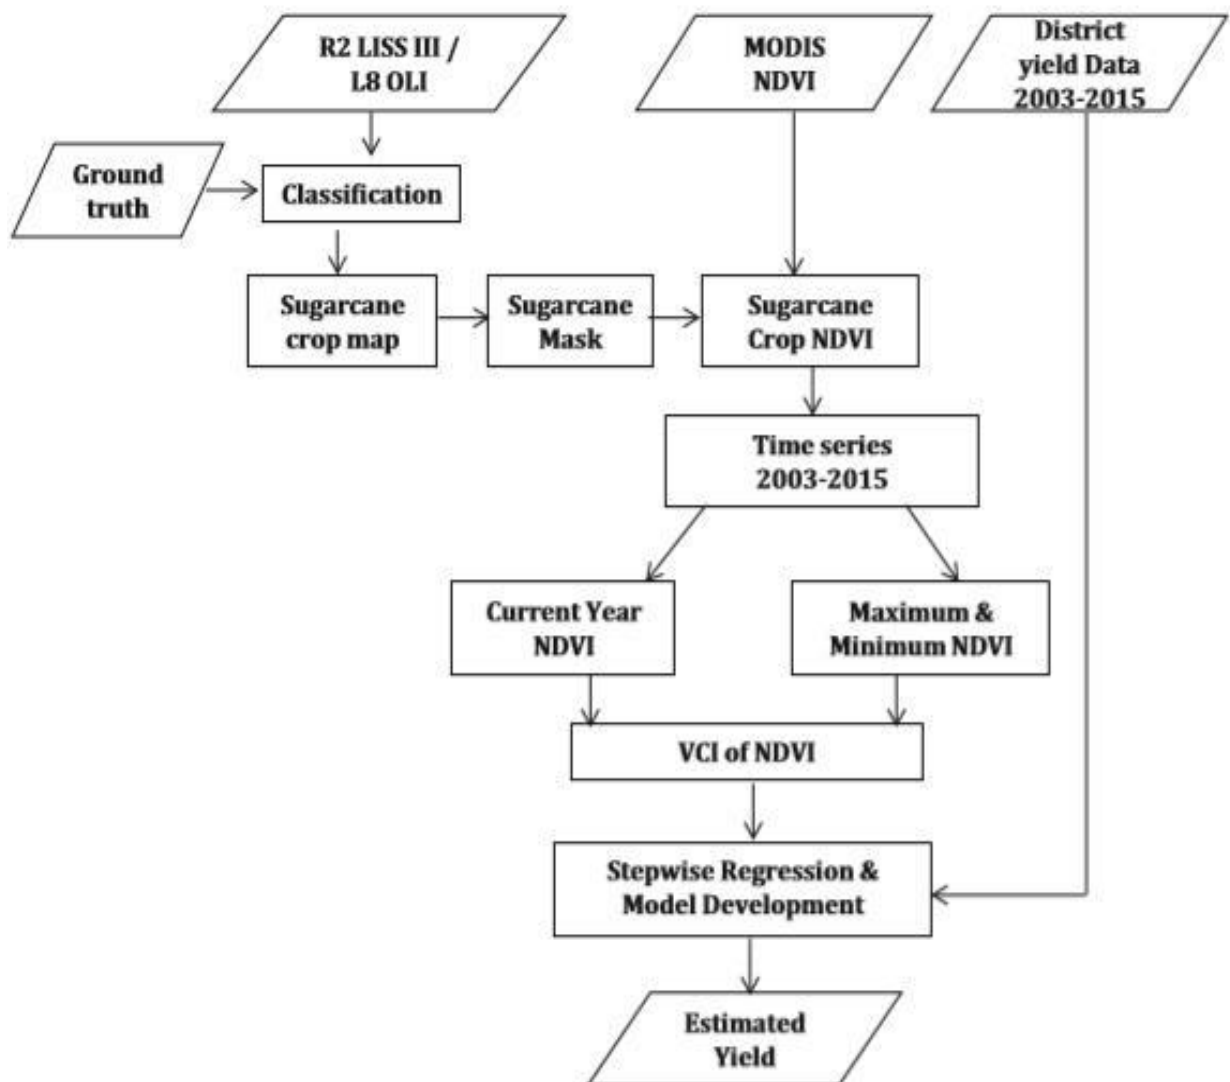 R2 LISS III /
L8 OLI
MODIS
NDVI
District
yield Data
2003-2015
Ground
truth
Classification
Sugarcane
crop map
Sugarcane
Mask
Sugarcane
Crop NDVI
Time series
2003-2015
Current Year
NDVI
Maximum &
Minimum NDVI
VCI of NDVI
Stepwise Regression &
Model Development
Estimated
Yield